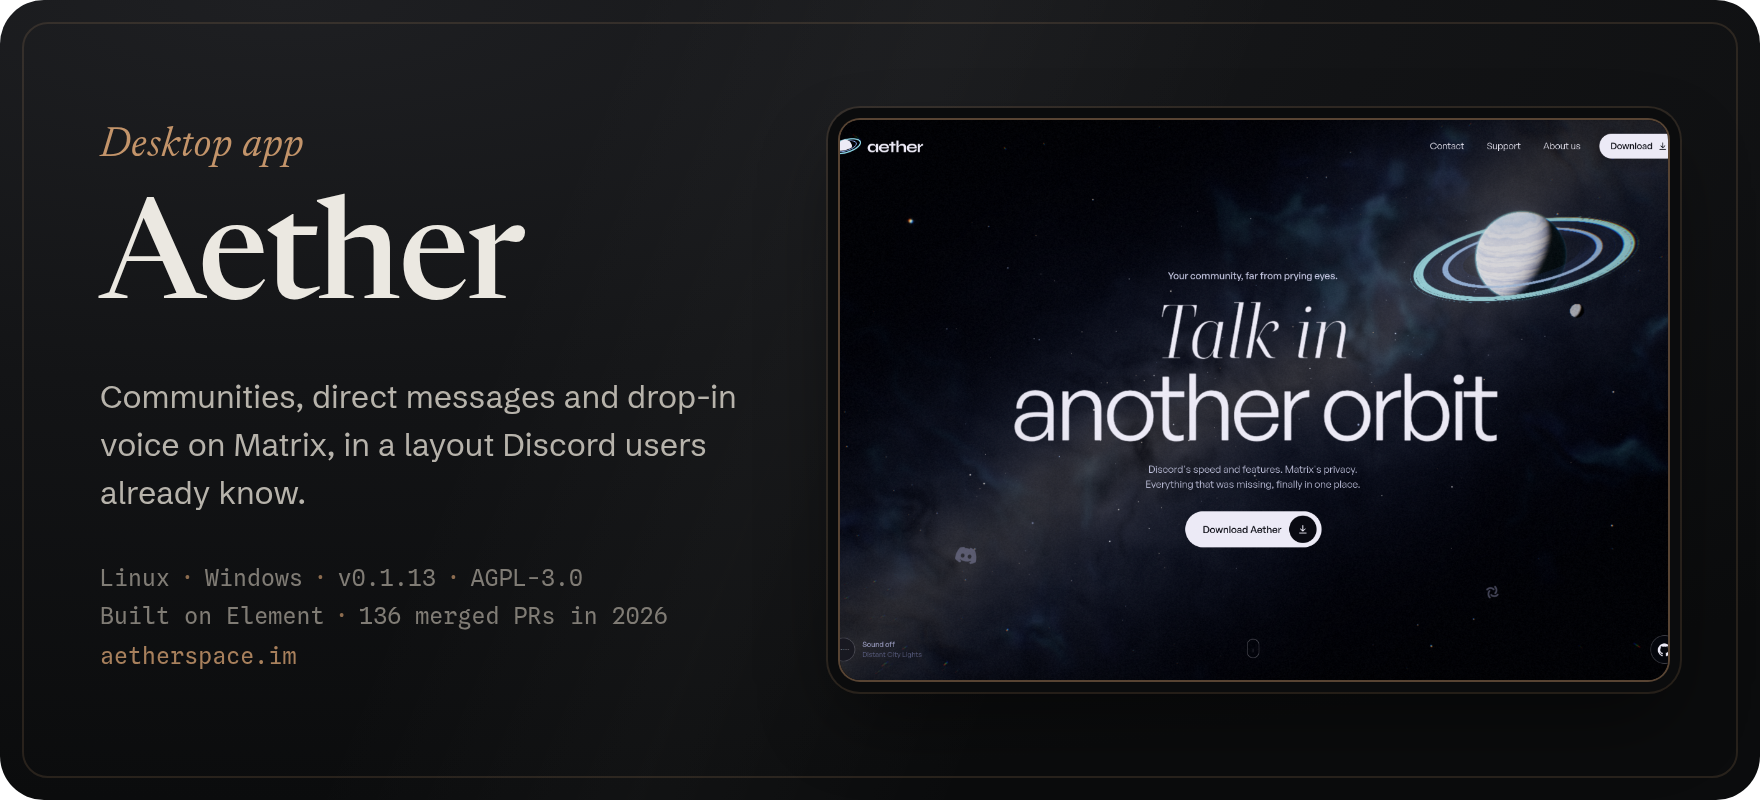 Desktop app
Aether
Communities, direct messages and drop-in
voice on Matrix, in a layout Discord users
already know.
Linux · Windows · v0.1.13 · AGPL-3.0
Built on Element · 136 merged PRs in 2026
aetherspace.im
aether
Contact
Support
About us
Download
Your community, far from prying eyes.
Talk in
another orbit
Discord's speed and features. Matrix's privacy.
Everything that was missing, finally in one place.
Download Aether
Sound off
Distant City Lights